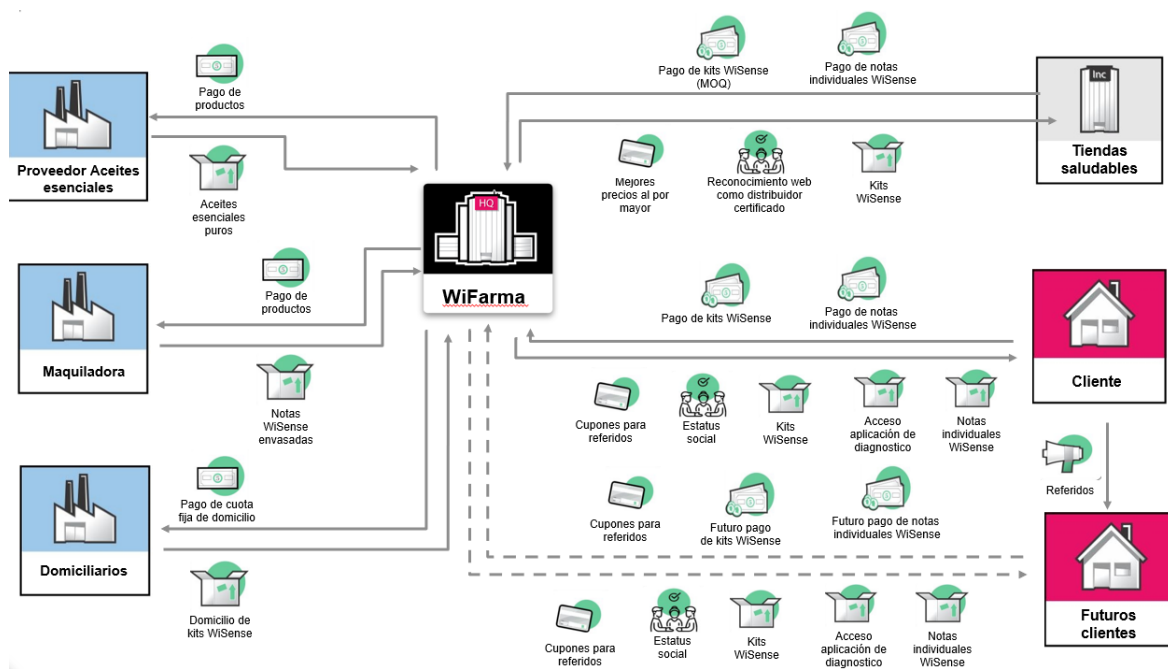 Pago de
productos
Proveedor Aceites
esenciales
Aceites
esenciales
puros
Pago de kits WiSense
(MOQ)
Pago de notas
individuales WiSense
Inc
Tiendas
saludables
Mejores
precios al por
mayor
Reconocimiento web
como distribuidor
certificado
Kits
WiSense
HQ
WiFarma
Pago de
productos
Maquiladora
Notas
WiSense
envasadas
Pago de kits WiSense
Pago de notas
individuales WiSense
Cliente
Cupones para
referidos
Estatus
social
Kits
WiSense
Acceso
aplicación de
diagnostico
Notas
individuales
WiSense
Referidos
Pago de cuota
fija de domicilio
Domiciliarios
Domicilio de
kits WiSense
Cupones para
referidos
Futuro pago
de kits WiSense
Futuro pago de notas
individuales WiSense
Futuros
clientes
Cupones para
referidos
Estatus
social
Kits
WiSense
Acceso
aplicación de
diagnostico
Notas
individuales
WiSense